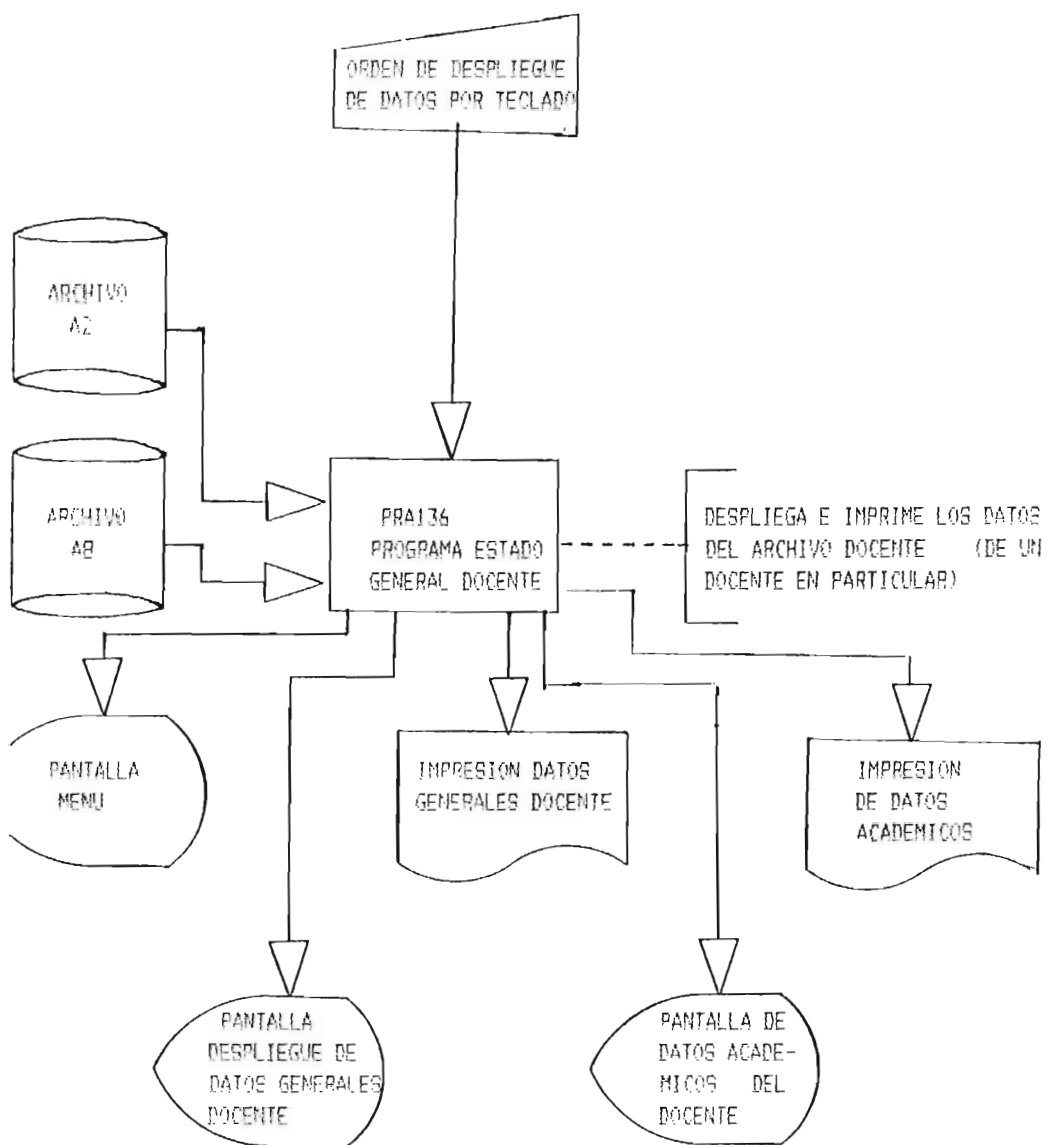 ORDEN DE DESPLIEGUE
DE DATOS POR TECLADO
ARCHIVO
A2
ARCHIVO
A8
PRA136
PROGRAMA ESTADO
GENERAL DOCENTE
DESPLIEGA E IMPRIME LOS DATOS
DEL ARCHIVO DOCENTE (DE UN
DOCENTE EN PARTICULAR)
PANTALLA
MENU
IMPRESION DATOS
GENERALES DOCENTE
IMPRESION
DE DATOS
ACADEMICOS
PANTALLA
DESPLIEGUE DE
DATOS GENERALES
DOCENTE
PANTALLA DE
DATOS ACADE-
MICOS DEL
DOCENTE